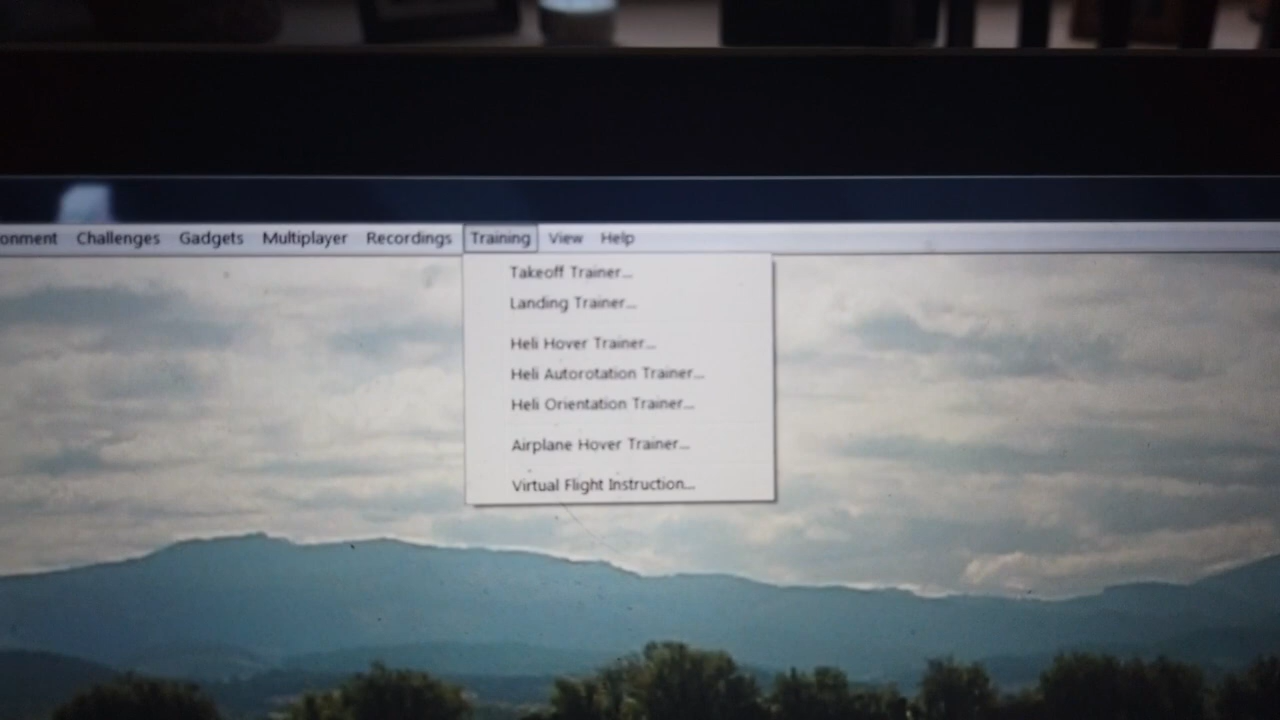 onment Challenges Gadgets Multiplayer Recordings Training View Help
Takeoff Trainer...
Landing Trainer...
Heli Hover Trainer...
Heli Autorotation Trainer...
Heli Orientation Trainer...
Airplane Hover Trainer...
Virtual Flight Instruction...